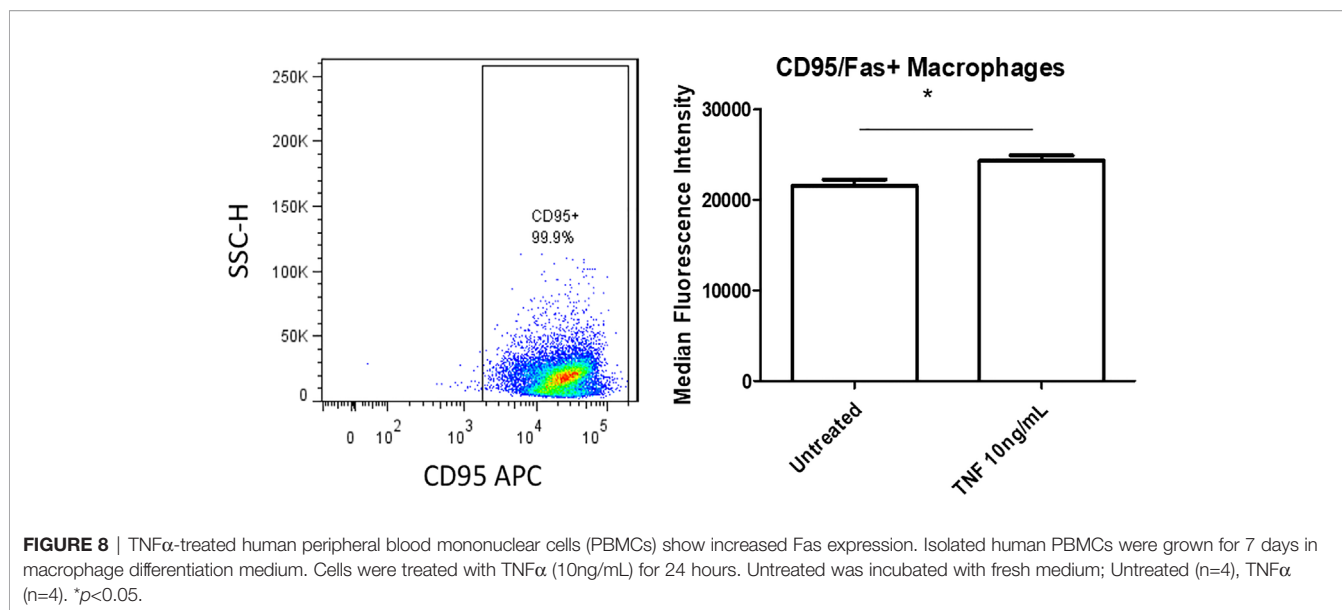 250K
200K
150K
100K
50K
0
SSC-H
CD95+
99.9%
0 10^2 10^3 10^4 10^5
CD95 APC
CD95/Fas+ Macrophages
*
30000
20000
10000
0
Median Fluorescence Intensity
Untreated
TNF 10ng/mL
FIGURE 8 | TNFα-treated human peripheral blood mononuclear cells (PBMCs) show increased Fas expression. Isolated human PBMCs were grown for 7 days in
macrophage differentiation medium. Cells were treated with TNFα (10ng/mL) for 24 hours. Untreated was incubated with fresh medium; Untreated (n=4), TNFα
(n=4). *p<0.05.